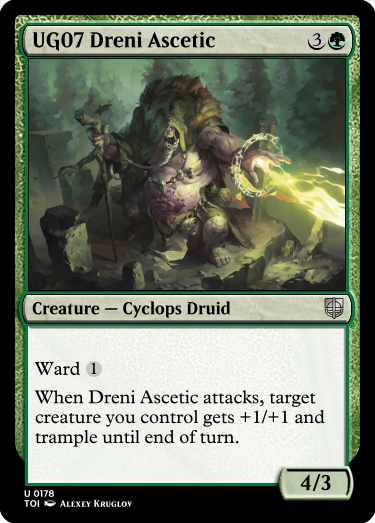 UG07 Dreni Ascetic 3
Creature — Cyclops Druid
Ward 1
When Dreni Ascetic attacks, target
creature you control gets +1/+1 and
trample until end of turn.
4/3
U 0178
TOI Alexey Kruglov